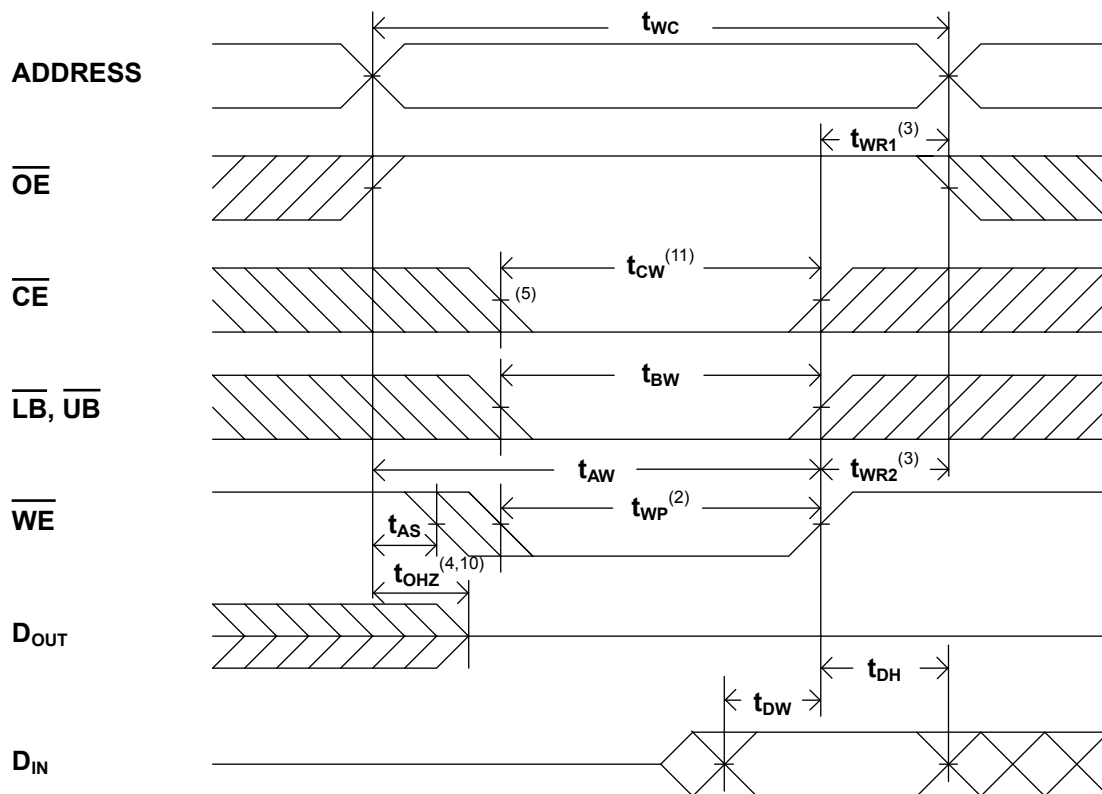 tWC
ADDRESS
tWR1(3)
OE
tCW(11)
CE
(5)
tBW
LB, UB
tAW
tWR2(3)
WE
tWP(2)
tAS
tOHZ(4,10)
DOUT
tDH
tDW
DIN